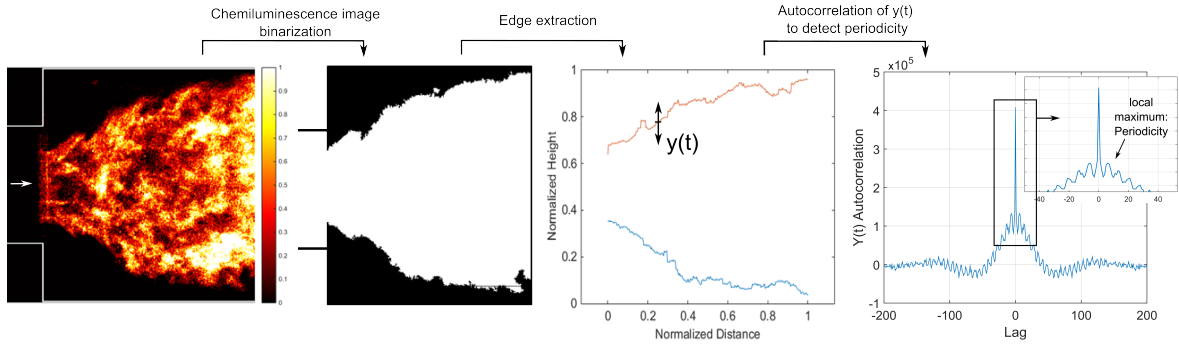 Chemiluminescence image
binarization
Edge extraction
Autocorrelation of y(t)
to detect periodicity
1
0.9
0.8
0.7
0.6
0.5
0.4
0.3
0.2
0.1
0
Normalized Height
1
0.8
0.6
0.4
0.2
0
y(t)
0 0.2 0.4 0.6 0.8 1
Normalized Distance
×10⁵
Y(t) Autocorrelation
5
4
3
2
1
0
-1
-200 -100 0 100 200
Lag
local
maximum:
Periodicity
-40 -20 0 20 40